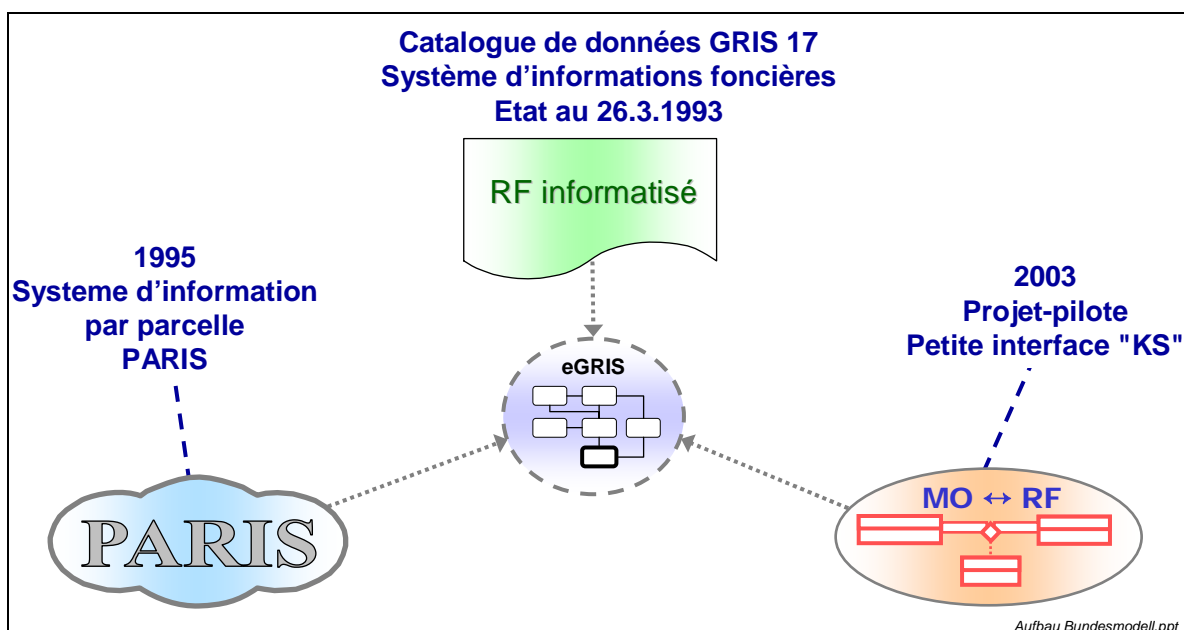 Catalogue de données GRIS 17
Système d'informations foncières
Etat au 26.3.1993
RF informatisé
1995
Systeme d'information
par parcelle
PARIS
2003
Projet-pilote
Petite interface "KS"
eGRIS
PARIS
MO ↔ RF
Aufbau Bundesmodell.ppt